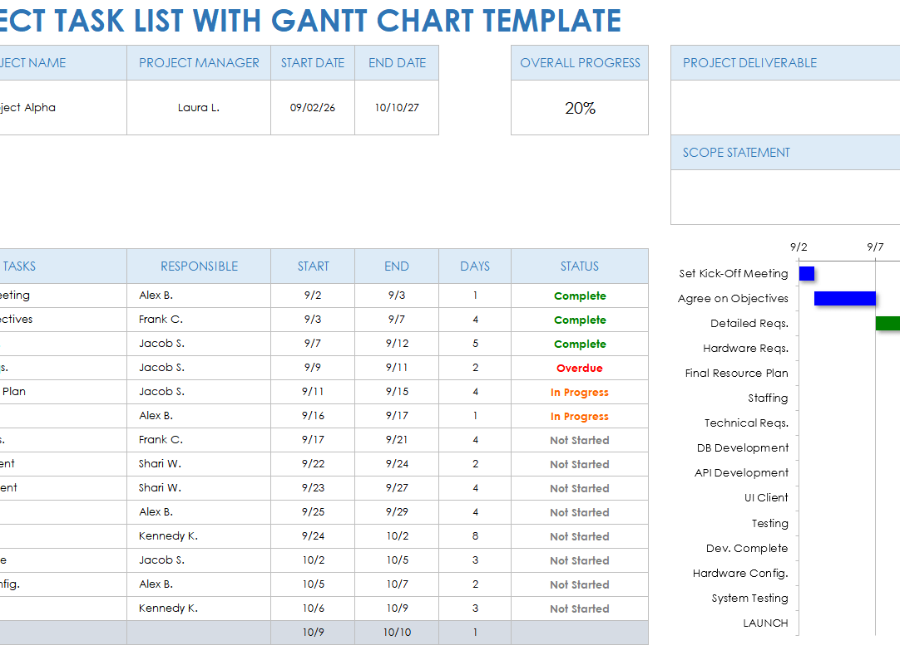 ECT TASK LIST WITH GANTT CHART TEMPLATE
JECT NAME PROJECT MANAGER START DATE END DATE OVERALL PROGRESS PROJECT DELIVERABLE
ject Alpha Laura L. 09/02/26 10/10/27 20%
SCOPE STATEMENT
TASKS RESPONSIBLE START END DAYS STATUS
eeting Alex B. 9/2 9/3 1 Complete
ectives Frank C. 9/3 9/7 4 Complete
. Jacob S. 9/7 9/12 5 Complete
s. Jacob S. 9/9 9/11 2 Overdue
Plan Jacob S. 9/11 9/15 4 In Progress
Alex B. 9/16 9/17 1 In Progress
s. Frank C. 9/17 9/21 4 Not Started
ent Shari W. 9/22 9/24 2 Not Started
ent Shari W. 9/23 9/27 4 Not Started
Alex B. 9/25 9/29 4 Not Started
Kennedy K. 9/24 10/2 8 Not Started
e Jacob S. 10/2 10/5 3 Not Started
nfig. Alex B. 10/5 10/7 2 Not Started
Kennedy K. 10/6 10/9 3 Not Started
10/9 10/10 1
9/2 9/7
Set Kick-Off Meeting
Agree on Objectives
Detailed Reqs.
Hardware Reqs.
Final Resource Plan
Staffing
Technical Reqs.
DB Development
API Development
UI Client
Testing
Dev. Complete
Hardware Config.
System Testing
LAUNCH